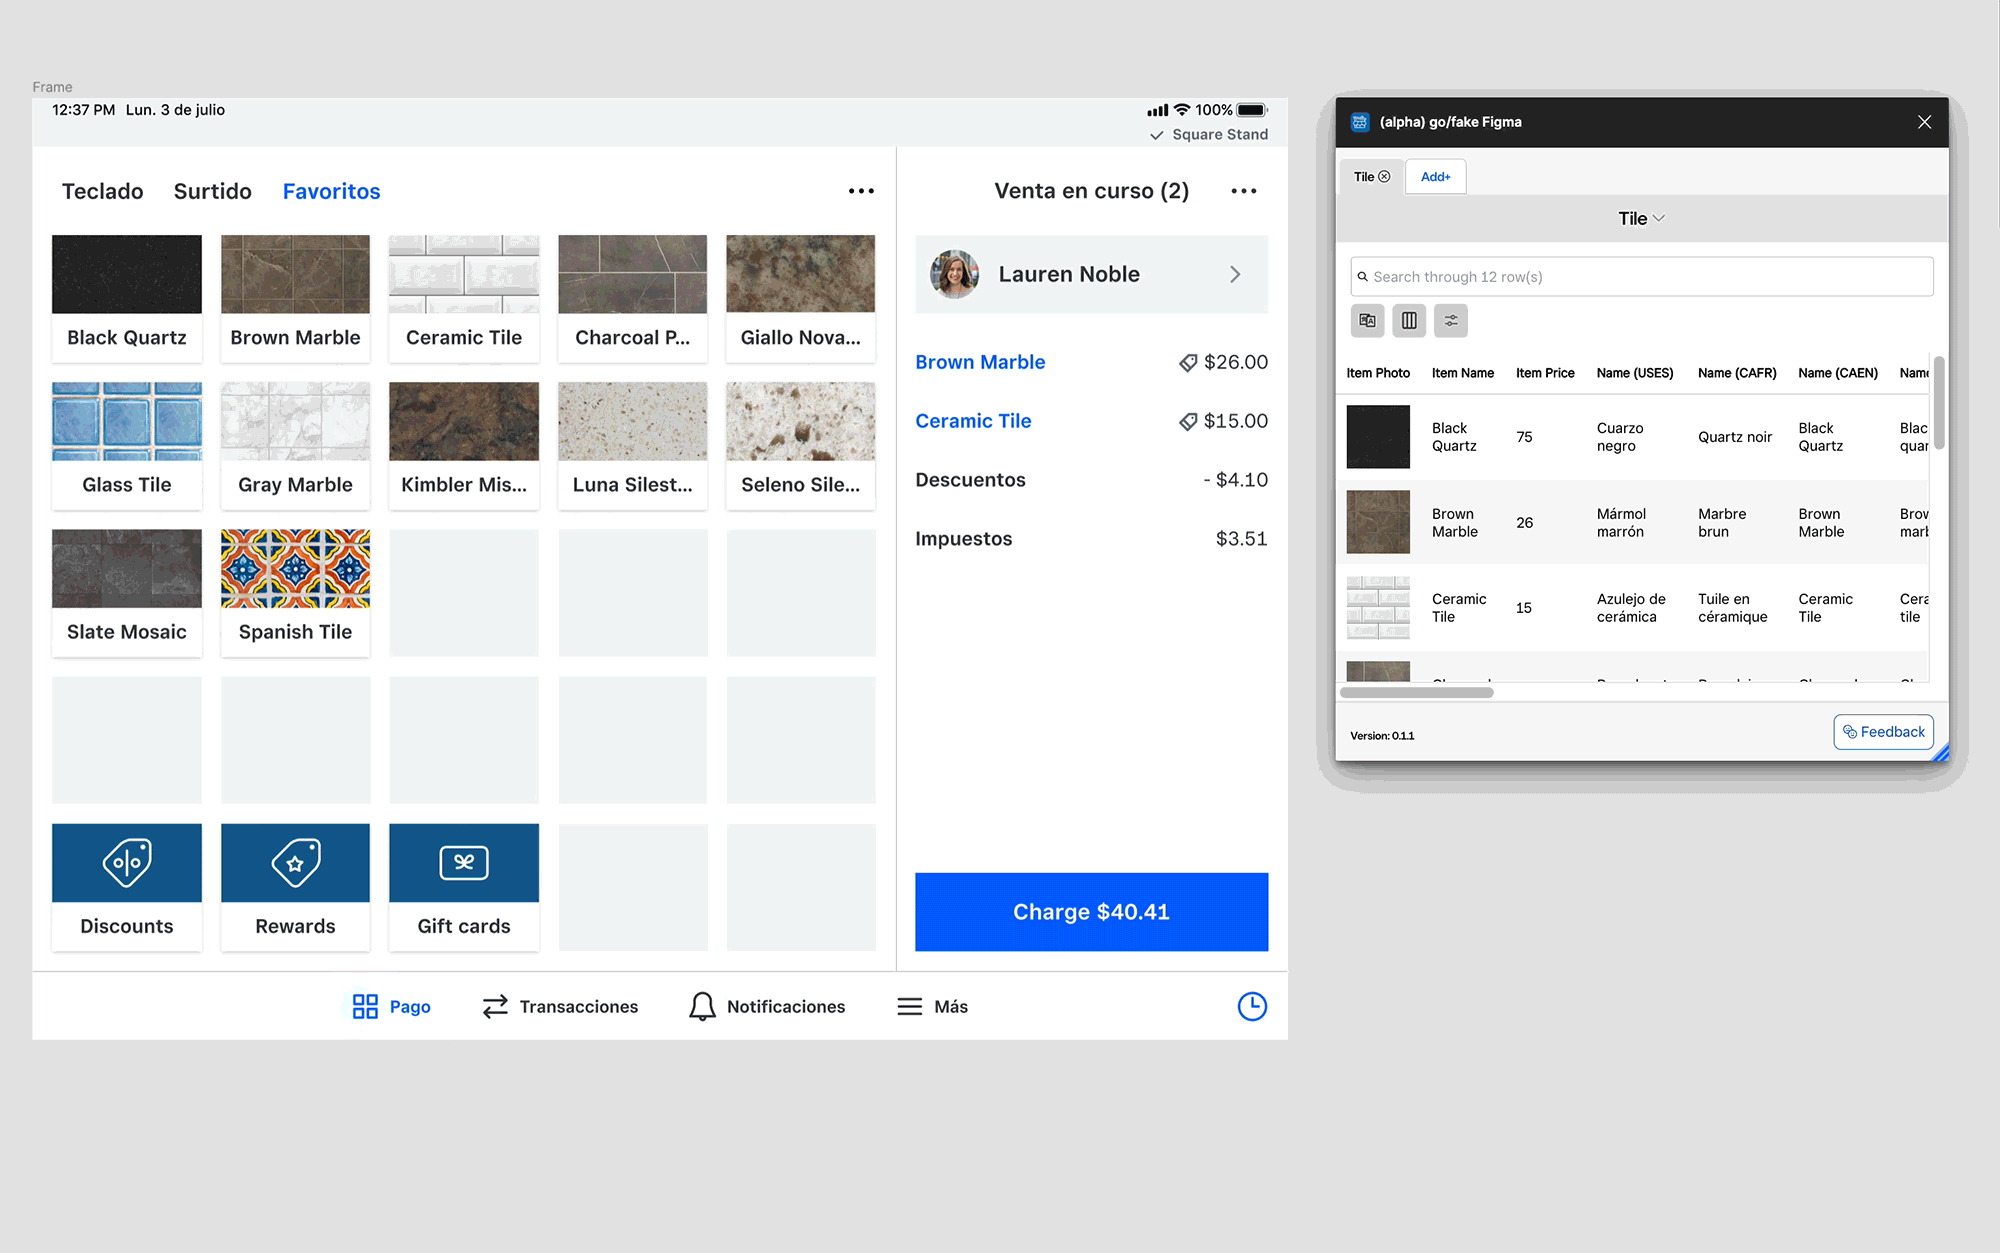 Frame
12:37 PM Lun. 3 de julio
100%
Square Stand
Teclado Surtido Favoritos
Black Quartz
Brown Marble
Ceramic Tile
Charcoal P...
Giallo Nova...
Glass Tile
Gray Marble
Kimbler Mis...
Luna Silest...
Seleno Sile...
Slate Mosaic
Spanish Tile
Discounts
Rewards
Gift cards
Venta en curso (2)
Lauren Noble
Brown Marble $26.00
Ceramic Tile $15.00
Descuentos - $4.10
Impuestos $3.51
Charge $40.41
Pago
Transacciones
Notificaciones
Más
(alpha) go/fake Figma
Tile
Add+
Tile
Search through 12 row(s)
Item Photo Item Name Item Price Name (USES) Name (CAFR) Name (CAEN) Name
Black Quartz 75 Cuarzo negro Quartz noir Black Quartz
Brown Marble 26 Mármol marrón Marbre brun Brown Marble
Ceramic Tile 15 Azulejo de cerámica Tuile en céramique Ceramic Tile Cera tile
Version: 0.1.1
Feedback